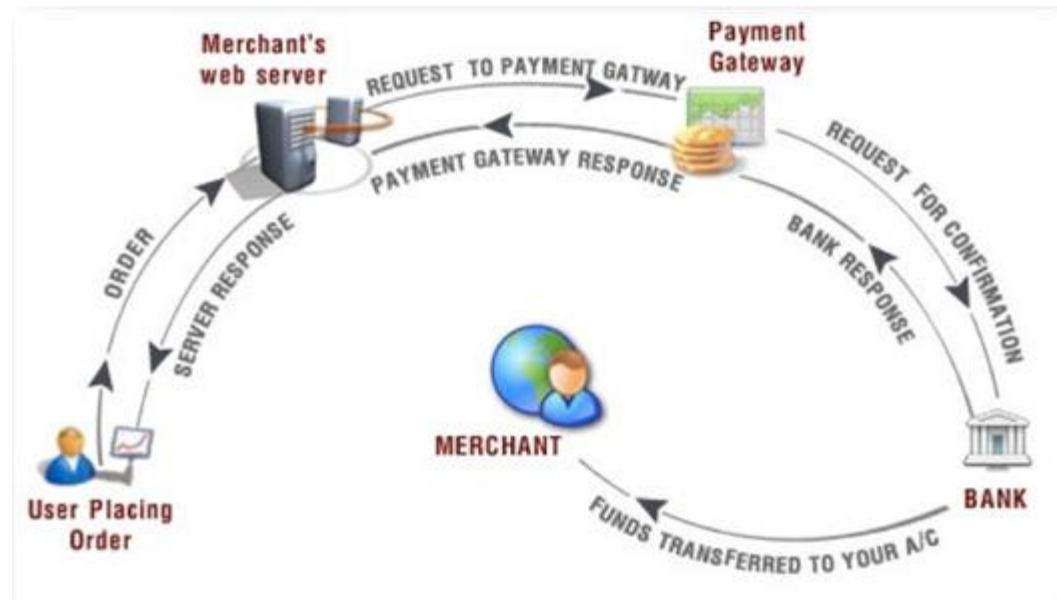 Merchant's
web server
Payment
Gateway
REQUEST TO PAYMENT GATWAY
PAYMENT GATEWAY RESPONSE
REQUEST FOR CONFIRMATION
BANK RESPONSE
ORDER
SERVER RESPONSE
MERCHANT
User Placing
Order
BANK
FUNDS TRANSFERRED TO YOUR A/C